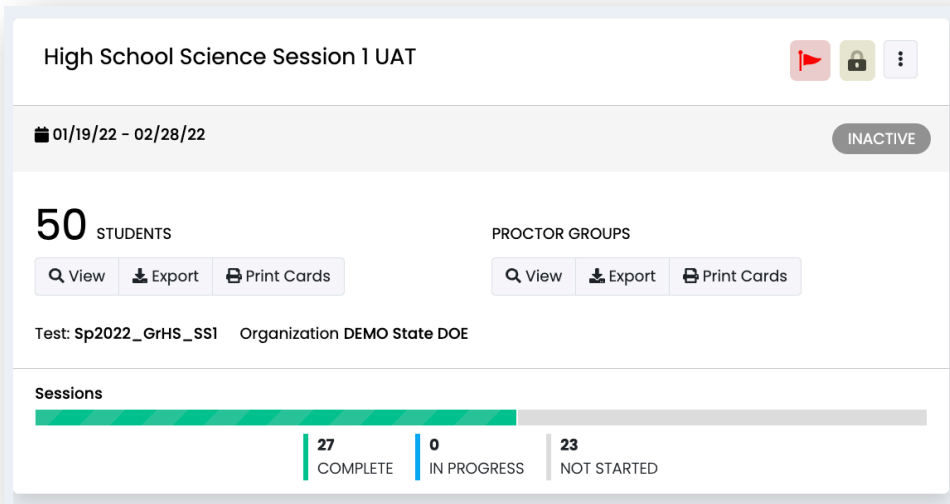 High School Science Session 1 UAT
01/19/22 - 02/28/22
INACTIVE
50 STUDENTS
PROCTOR GROUPS
View Export Print Cards
View Export Print Cards
Test: Sp2022_GrHS_SS1 Organization DEMO State DOE
Sessions
27 0 23
COMPLETE IN PROGRESS NOT STARTED